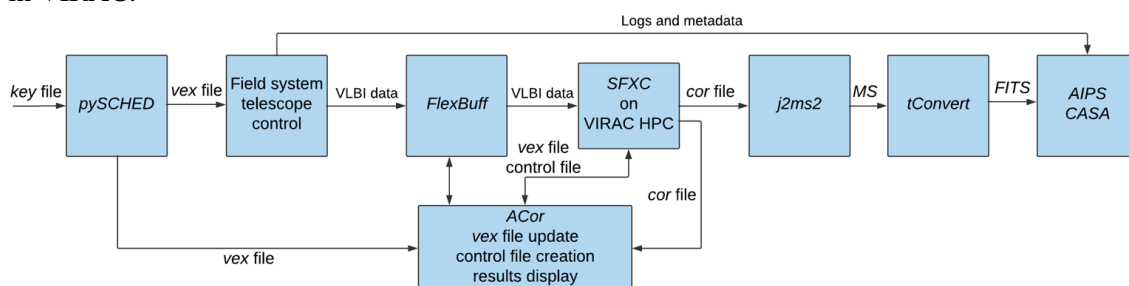 Logs and metadata
key file
pySCHED
vex file
Field system
telescope
control
VLBI data
FlexBuff
VLBI data
SFXC
on
VIRAC HPC
cor file
j2ms2
MS
tConvert
FITS
AIPS
CASA
vex file
control file
cor file
ACor
vex file update
control file creation
results display
vex file